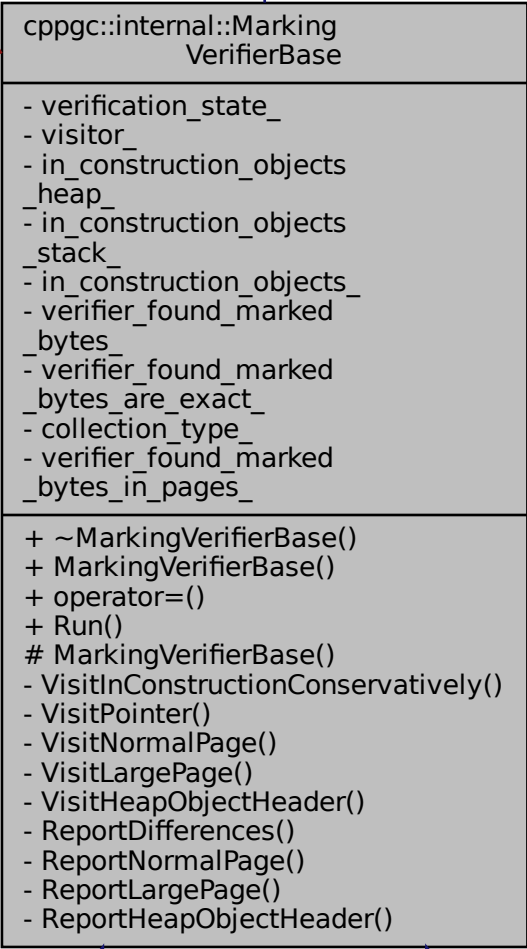 cppgc::internal::Marking
VerifierBase
- verification_state_
- visitor_
- in_construction_objects
_heap_
- in_construction_objects
_stack_
- in_construction_objects_
- verifier_found_marked
_bytes_
- verifier_found_marked
_bytes_are_exact_
- collection_type_
- verifier_found_marked
_bytes_in_pages_
+ ~MarkingVerifierBase()
+ MarkingVerifierBase()
+ operator=()
+ Run()
# MarkingVerifierBase()
- VisitInConstructionConservatively()
- VisitPointer()
- VisitNormalPage()
- VisitLargePage()
- VisitHeapObjectHeader()
- ReportDifferences()
- ReportNormalPage()
- ReportLargePage()
- ReportHeapObjectHeader()